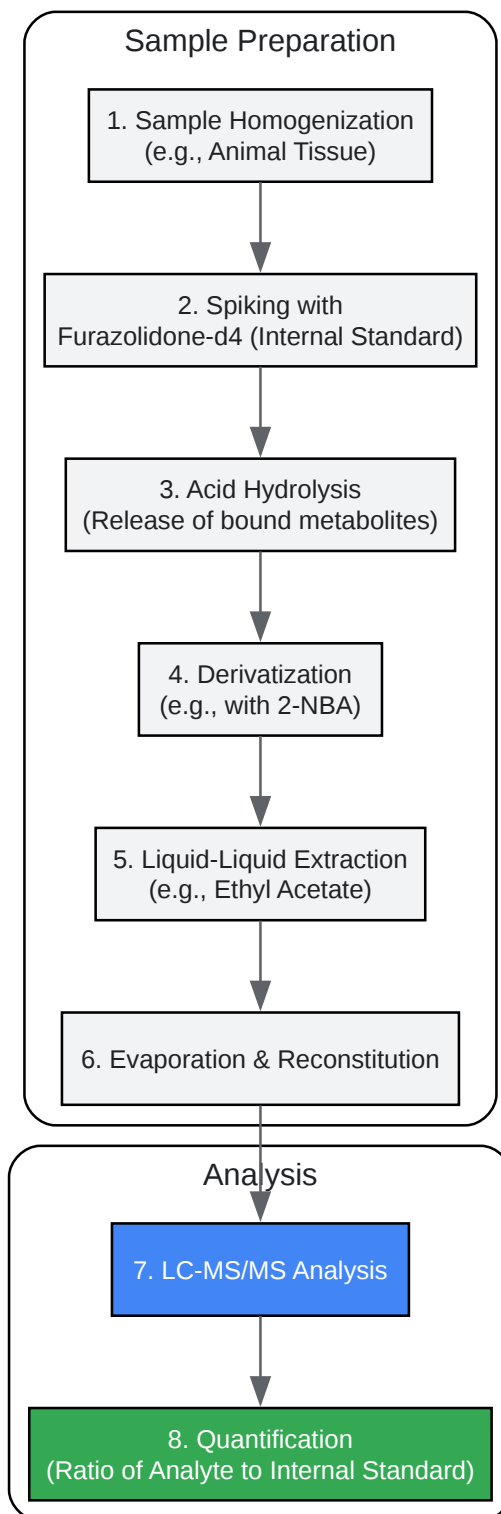 Sample Preparation
1. Sample Homogenization
(e.g., Animal Tissue)
2. Spiking with
Furazolidone-d4 (Internal Standard)
3. Acid Hydrolysis
(Release of bound metabolites)
4. Derivatization
(e.g., with 2-NBA)
5. Liquid-Liquid Extraction
(e.g., Ethyl Acetate)
6. Evaporation & Reconstitution
Analysis
7. LC-MS/MS Analysis
8. Quantification
(Ratio of Analyte to Internal Standard)